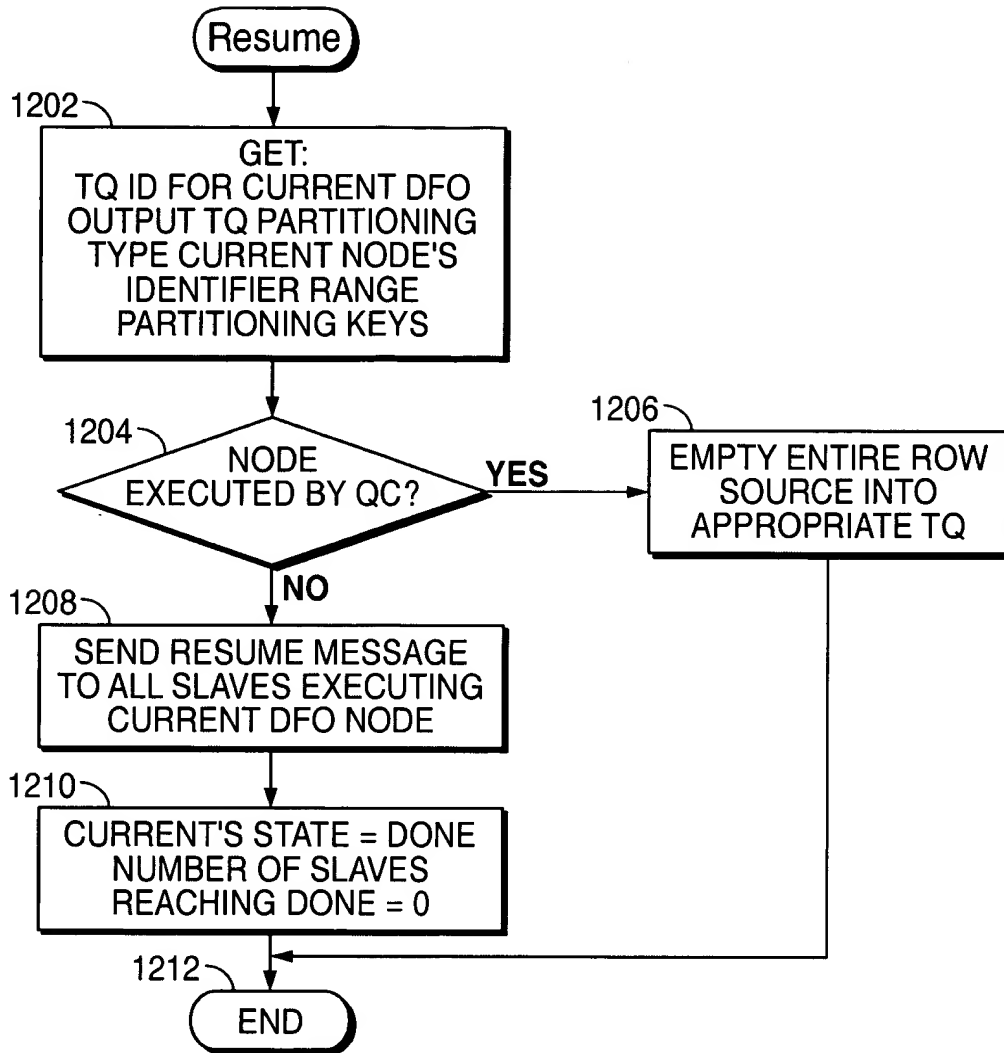 Resume
1202
GET:
TQ ID FOR CURRENT DFO
OUTPUT TQ PARTITIONING
TYPE CURRENT NODE'S
IDENTIFIER RANGE
PARTITIONING KEYS
1204
NODE
EXECUTED BY QC?
YES
1206
EMPTY ENTIRE ROW
SOURCE INTO
APPROPRIATE TQ
NO
1208
SEND RESUME MESSAGE
TO ALL SLAVES EXECUTING
CURRENT DFO NODE
1210
CURRENT'S STATE = DONE
NUMBER OF SLAVES
REACHING DONE = 0
1212
END